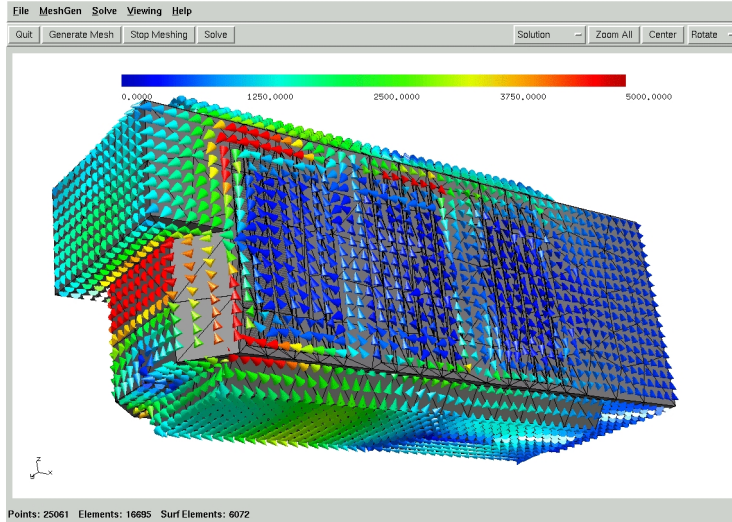 File MeshGen Solve Viewing Help
Quit Generate Mesh Stop Meshing Solve Solution Zoom All Center Rotate
0.0000 1250.0000 2500.0000 3750.0000 5000.0000
z
y x
Points: 25061 Elements: 16695 Surf Elements: 6072